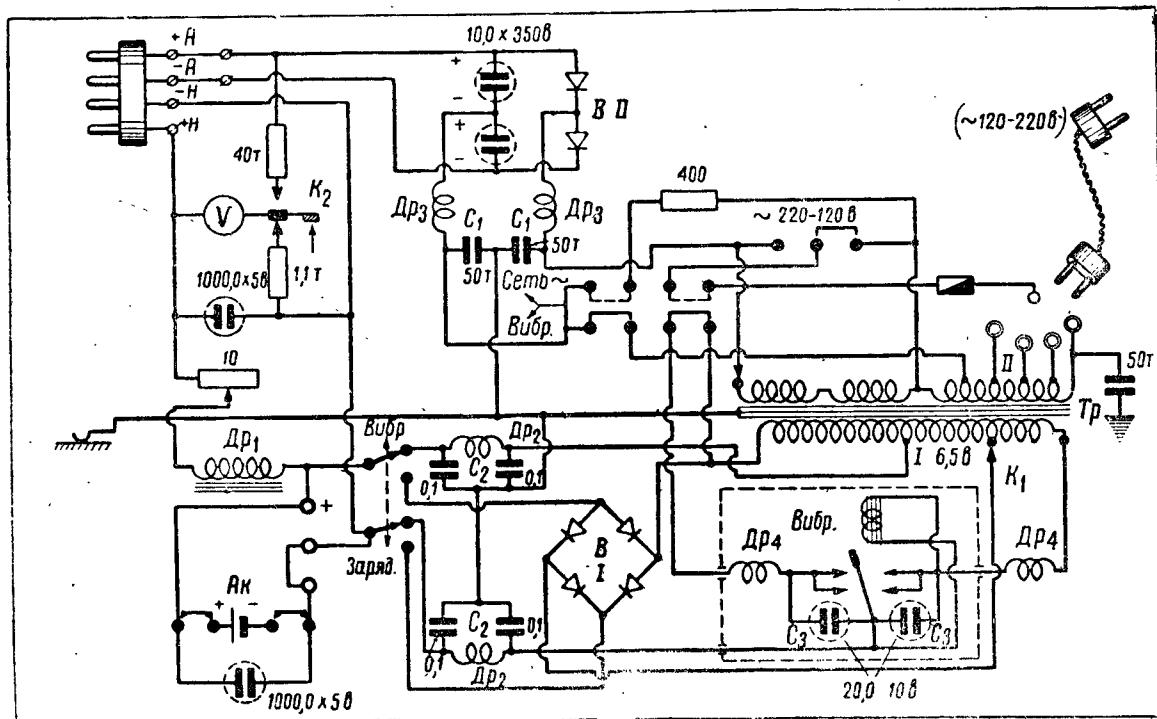 +А
-А
-Н
+Н
10,0 × 350в
В II
(~120-220в)
40т
К2
V
1,1т
1000,0×5в
10
Др3
Др3
С1
С1
50т
50т
400
~ 220-120в
Сеть ~
Вибр.
II
50т
Тр
I 6,5в
К1
Др1
Вибр
Др2
С2
0,1
0,1
+
Заряд.
В
I
Ак
+ -
1000,0×5в
С2
0,1
0,1
Др2
Вибр.
Др4
Др4
С3
С3
20,0 10в